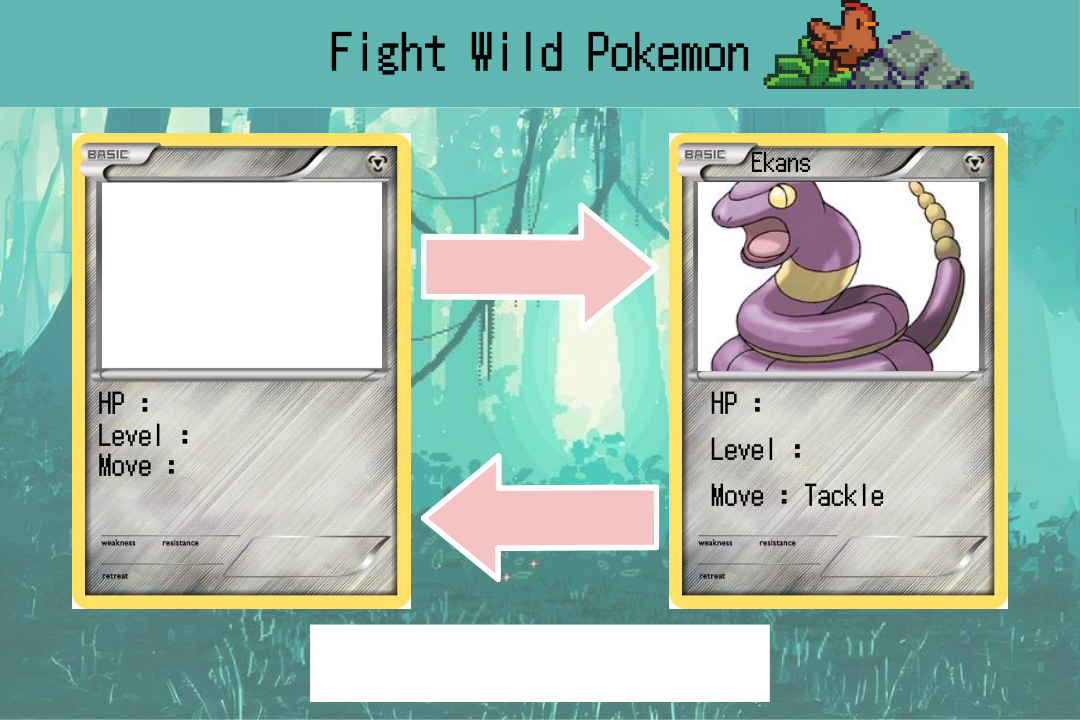 Fight Wild Pokemon
BASIC
HP :
Level :
Move :
weakness resistance
retreat
BASIC Ekans
HP :
Level :
Move : Tackle
weakness resistance
retreat